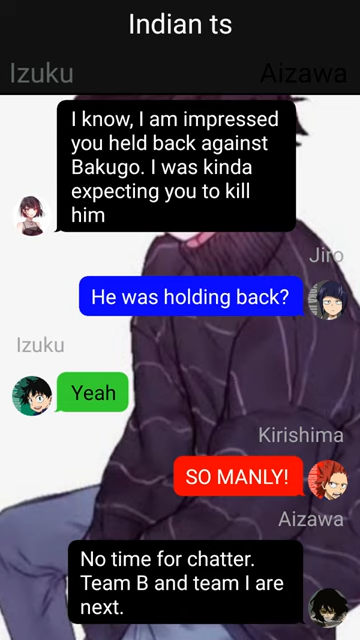 Indian ts
Izuku
Aizawa
I know, I am impressed
you held back against
Bakugo. I was kinda
expecting you to kill
him
Jiro
He was holding back?
Izuku
Yeah
Kirishima
SO MANLY!
Aizawa
No time for chatter.
Team B and team I are
next.